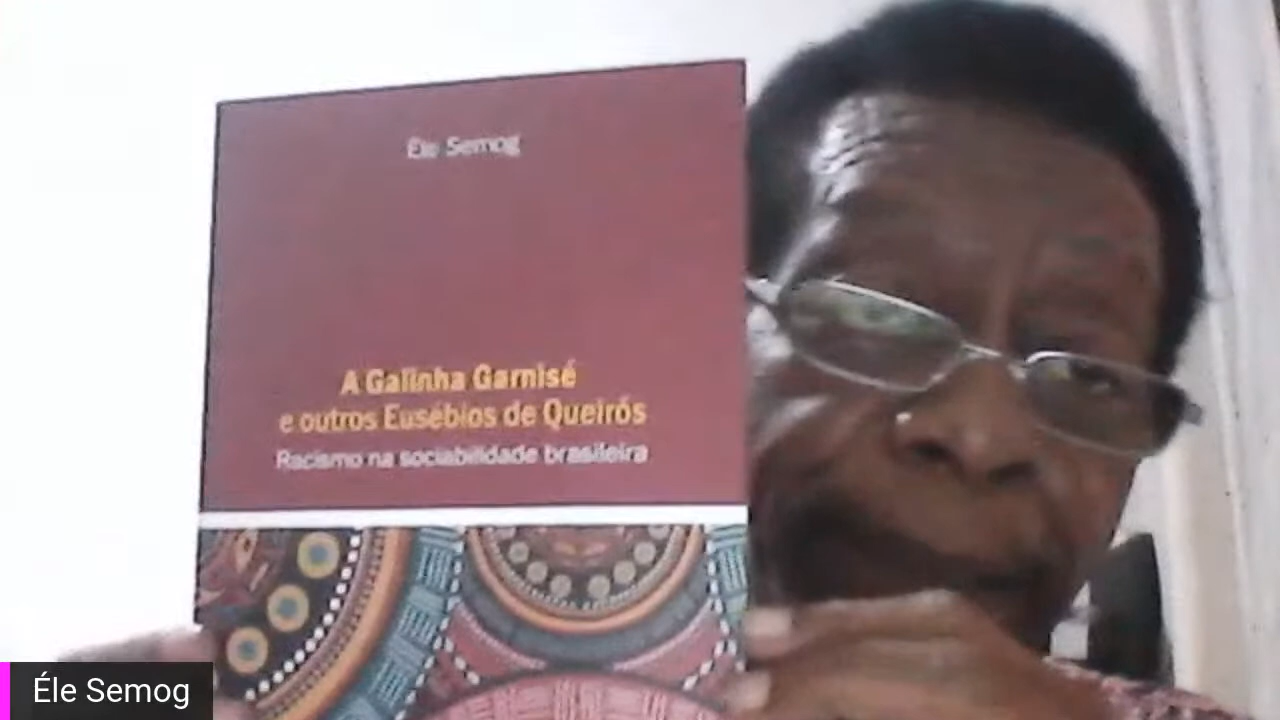 Éle Semog
A Galinha Garnisé
e outros Eusébios de Queirós
Racismo na sociabilidade brasileira
Éle Semog